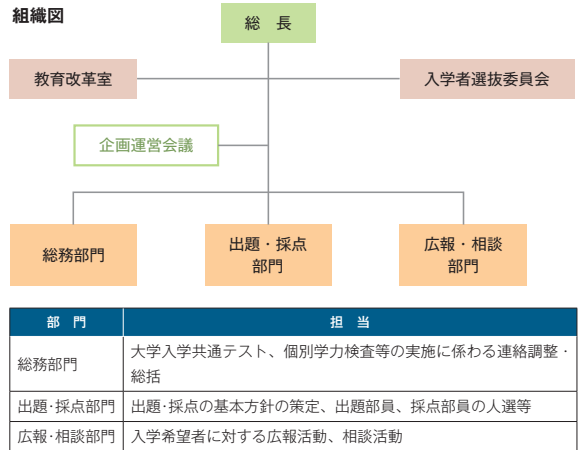 組織図
総 長
教育改革室
入学者選抜委員会
企画運営会議
総務部門
出題・採点
部門
広報・相談
部門
部 門
担 当
総務部門
大学入学共通テスト、個別学力検査等の実施に係わる連絡調整・
総括
出題・採点部門
出題・採点の基本方針の策定、出題部員、採点部員の人選等
広報・相談部門
入学希望者に対する広報活動、相談活動